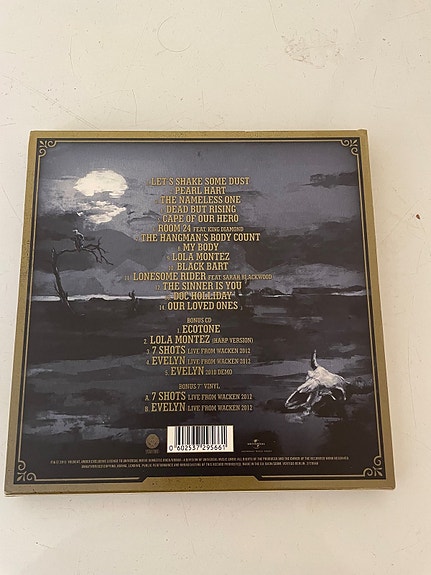 1. LET'S SHAKE SOME DUST
2. PEARL HART
3. THE NAMELESS ONE
4. DEAD BUT RISING
5. CAPE OF OUR HERO
6. ROOM 24 FEAT. KING DIAMOND
7. THE HANGMAN'S BODY COUNT
8. MY BODY
9. LOLA MONTEZ
10. BLACK BART
11. LONESOME RIDER FEAT. SARAH BLACKWOOD
12. THE SINNER IS YOU
13. DOC HOLLIDAY
14. OUR LOVED ONES
BONUS CD
1. ECOTONE
2. LOLA MONTEZ (HARP VERSION)
3. 7 SHOTS LIVE FROM WACKEN 2012
4. EVELYN LIVE FROM WACKEN 2012
5. EVELYN 2010 DEMO
BONUS 7" VINYL
A. 7 SHOTS LIVE FROM WACKEN 2012
B. EVELYN LIVE FROM WACKEN 2012
0 602537 295661
UNIVERSAL